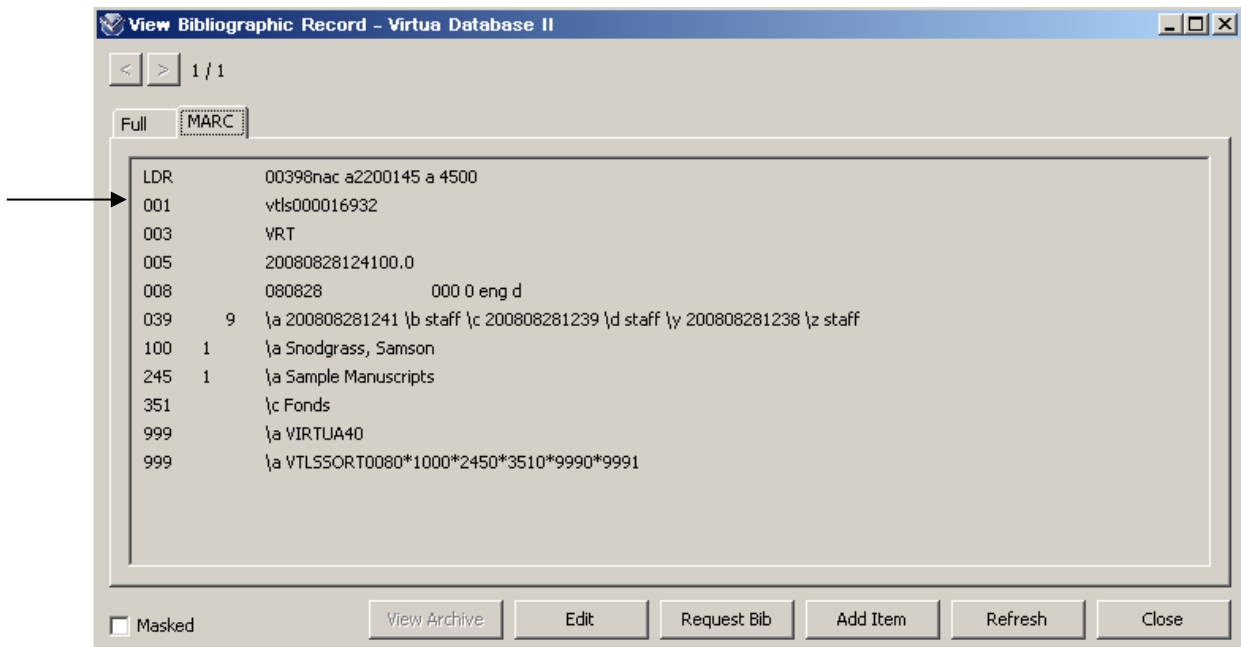 View Bibliographic Record - Virtua Database II
< > 1 / 1
Full MARC
LDR 00398nac a2200145 a 4500
001 vtls000016932
003 VRT
005 20080828124100.0
008 080828 000 0 eng d
039 9 \a 200808281241 \b staff \c 200808281239 \d staff \y 200808281238 \z staff
100 1 \a Snodgrass, Samson
245 1 \a Sample Manuscripts
351 \c Fonds
999 \a VIRTUA40
999 \a VTLSSORT0080*1000*2450*3510*9990*9991
Masked View Archive Edit Request Bib Add Item Refresh Close